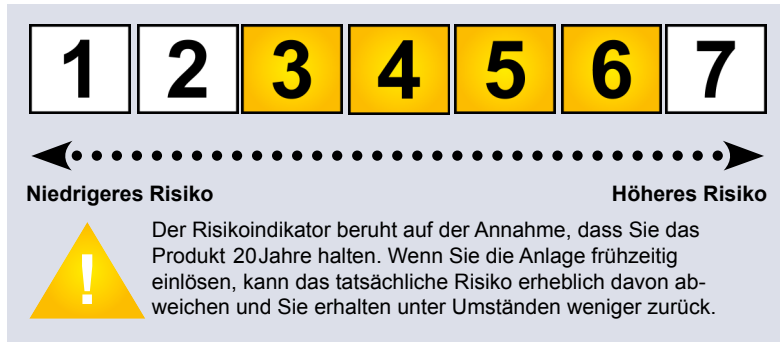 1 2 3 4 5 6 7
Niedrigeres Risiko Höheres Risiko
!
Der Risikoindikator beruht auf der Annahme, dass Sie das
Produkt 20Jahre halten. Wenn Sie die Anlage frühzeitig
einlösen, kann das tatsächliche Risiko erheblich davon ab-
weichen und Sie erhalten unter Umständen weniger zurück.